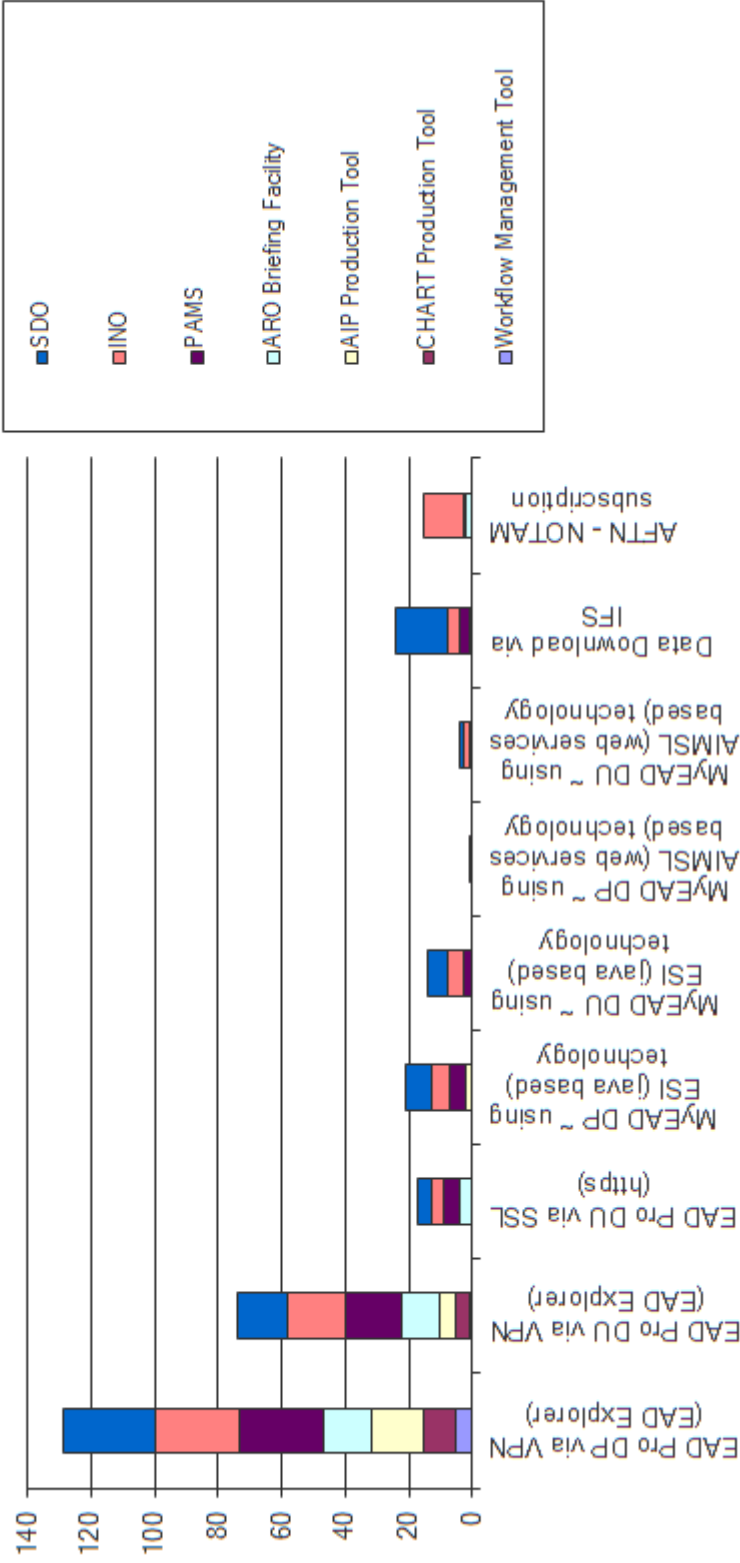 140
120
100
80
60
40
20
0
EAD Pro DP via VPN
(EAD Explorer)
EAD Pro DU via VPN
(EAD Explorer)
EAD Pro DU via SSL
(https)
MyEAD DP ~ using
ESI (java based)
technology
MyEAD DU ~ using
ESI (java based)
technology
MyEAD DP ~ using
AIMSL (web services
based) technology
MyEAD DU ~ using
AIMSL (web services
based) technology
Data Download via
IFS
AFTN - NOTAM
subscription
SDO
INO
PAMS
ARO Briefing Facility
AIP Production Tool
CHART Production Tool
Workflow Management Tool